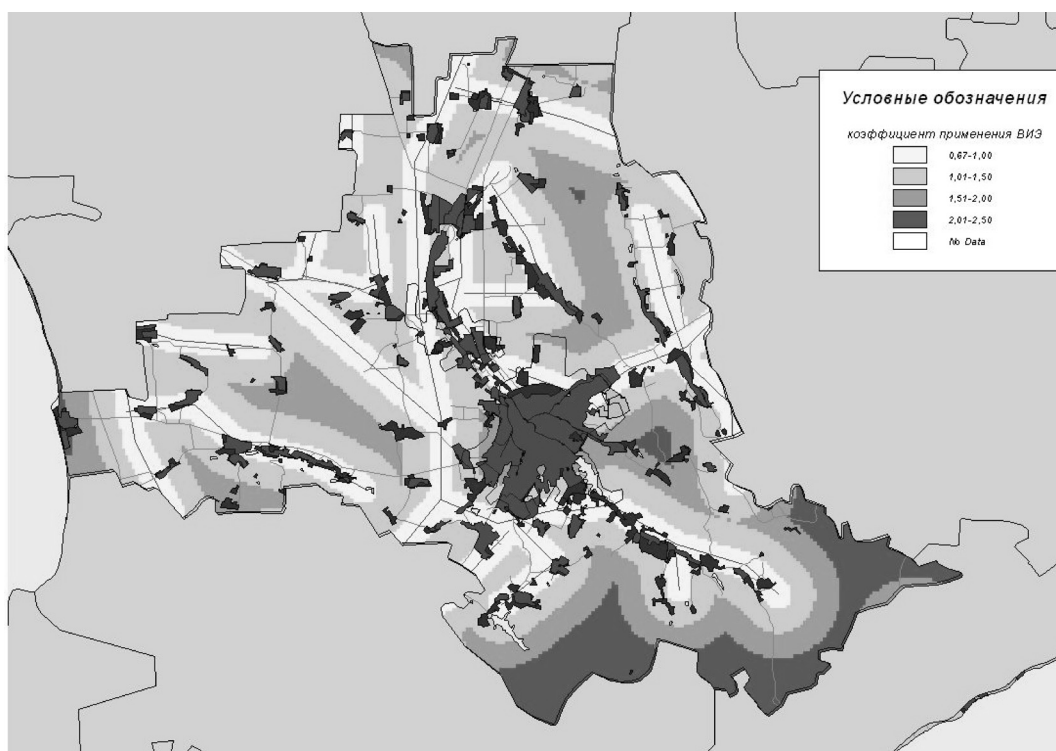 Условные обозначения
коэффициент применения ВИЭ
0,67-1,00
1,01-1,50
1,51-2,00
2,01-2,50
No Data